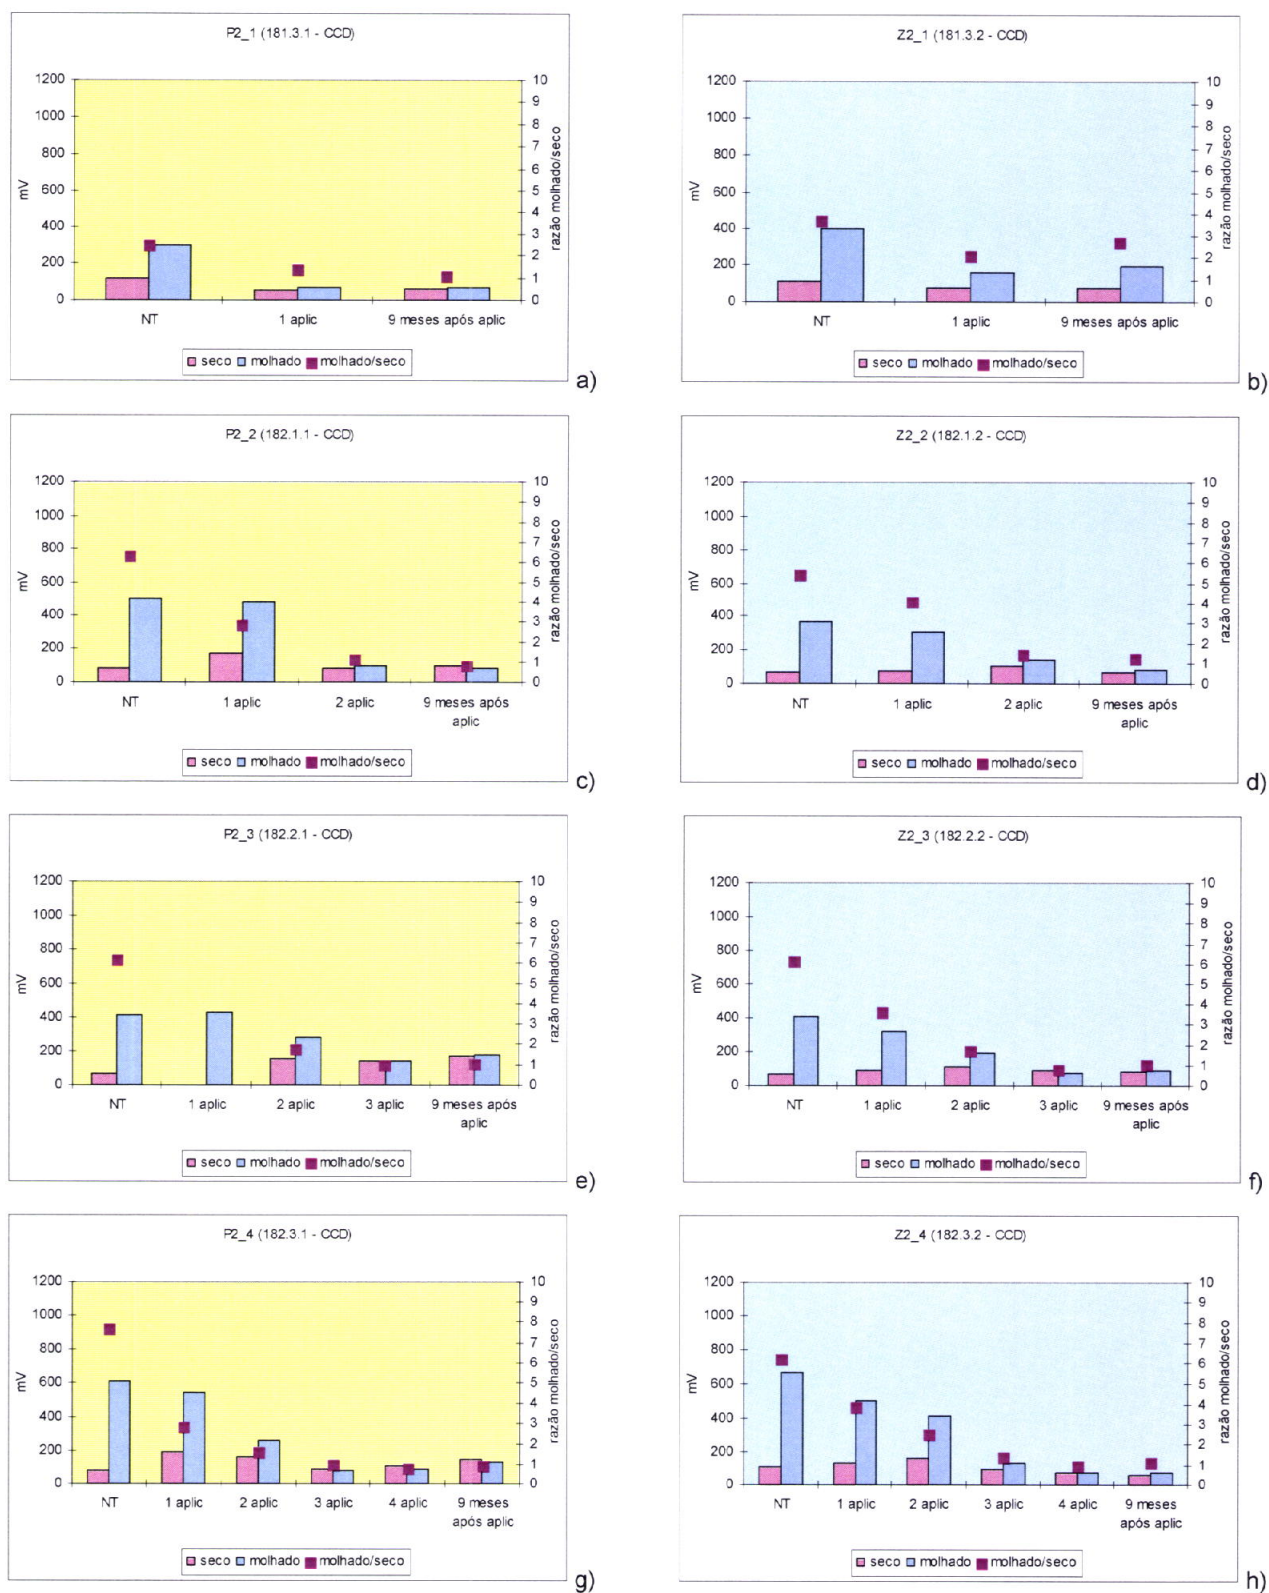 P2_1 (181.3.1 - CCD)
1200
1000
800
600
400
200
0
mV
10
9
8
7
6
5
4
3
2
1
0
razão molhado/seco
NT 1 aplic 9 meses após aplic
seco molhado molhado/seco
a)
Z2_1 (181.3.2 - CCD)
1200
1000
800
600
400
200
0
mV
10
9
8
7
6
5
4
3
2
1
0
razão molhado/seco
NT 1 aplic 9 meses após aplic
seco molhado molhado/seco
b)
P2_2 (182.1.1 - CCD)
1200
1000
800
600
400
200
0
mV
10
9
8
7
6
5
4
3
2
1
0
razão molhado/seco
NT 1 aplic 2 aplic 9 meses após
aplic
seco molhado molhado/seco
c)
Z2_2 (182.1.2 - CCD)
1200
1000
800
600
400
200
0
mV
10
9
8
7
6
5
4
3
2
1
0
razão molhado/seco
NT 1 aplic 2 aplic 9 meses após
aplic
seco molhado molhado/seco
d)
P2_3 (182.2.1 - CCD)
1200
1000
800
600
400
200
0
mV
10
9
8
7
6
5
4
3
2
1
0
razão molhado/seco
NT 1 aplic 2 aplic 3 aplic 9 meses após
aplic
seco molhado molhado/seco
e)
Z2_3 (182.2.2 - CCD)
1200
1000
800
600
400
200
0
mV
10
9
8
7
6
5
4
3
2
1
0
razão molhado/seco
NT 1 aplic 2 aplic 3 aplic 9 meses após
aplic
seco molhado molhado/seco
f)
P2_4 (182.3.1 - CCD)
1200
1000
800
600
400
200
0
mV
10
9
8
7
6
5
4
3
2
1
0
razão molhado/seco
NT 1 aplic 2 aplic 3 aplic 4 aplic 9 meses
após aplic
seco molhado molhado/seco
g)
Z2_4 (182.3.2 - CCD)
1200
1000
800
600
400
200
0
mV
10
9
8
7
6
5
4
3
2
1
0
razão molhado/seco
NT 1 aplic 2 aplic 3 aplic 4 aplic 9 meses
após aplic
seco molhado molhado/seco
h)